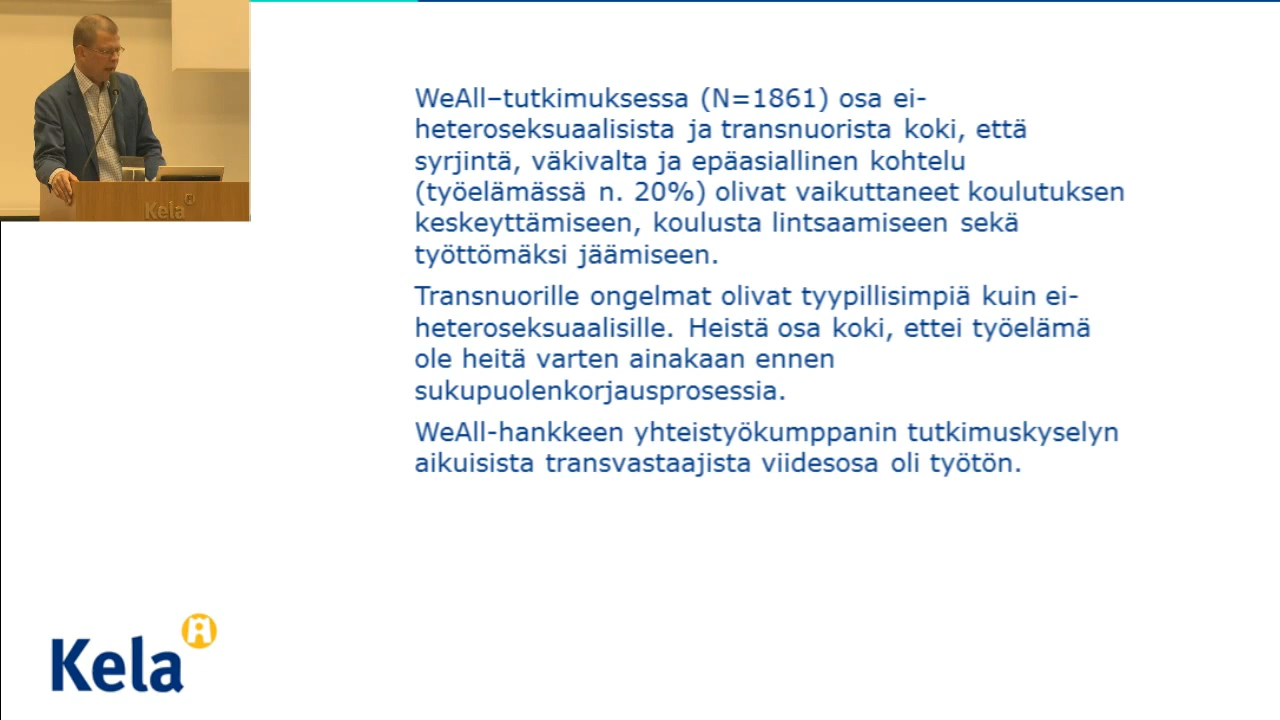 Kela
WeAll–tutkimuksessa (N=1861) osa ei-
heteroseksuaalisista ja transnuorista koki, että
syrjintä, väkivalta ja epäasiallinen kohtelu
(työelämässä n. 20%) olivat vaikuttaneet koulutuksen
keskeyttämiseen, koulusta lintsaamiseen sekä
työttömäksi jäämiseen.
Transnuorille ongelmat olivat tyypillisimpiä kuin ei-
heteroseksuaalisille. Heistä osa koki, ettei työelämä
ole heitä varten ainakaan ennen
sukupuolenkorjausprosessia.
WeAll-hankkeen yhteistyökumppanin tutkimuskyselyn
aikuisista transvastaajista viidesosa oli työtön.
Kela